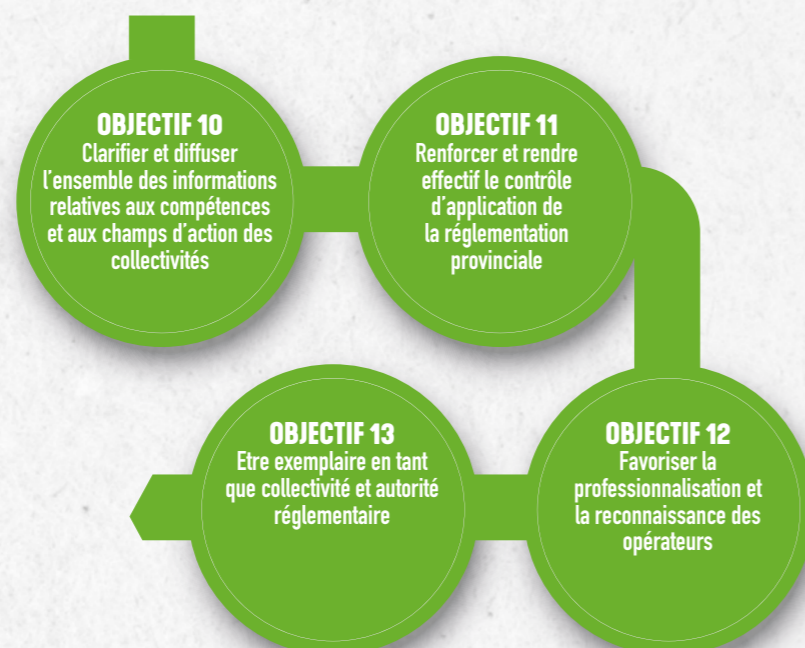 OBJECTIF 10
Clarifier et diffuser
l'ensemble des informations
relatives aux compétences
et aux champs d'action des
collectivités
OBJECTIF 11
Renforcer et rendre
effectif le contrôle
d'application de
la réglementation
provinciale
OBJECTIF 12
Favoriser la
professionnalisation et
la reconnaissance des
opérateurs
OBJECTIF 13
Etre exemplaire en tant
que collectivité et autorité
réglementaire